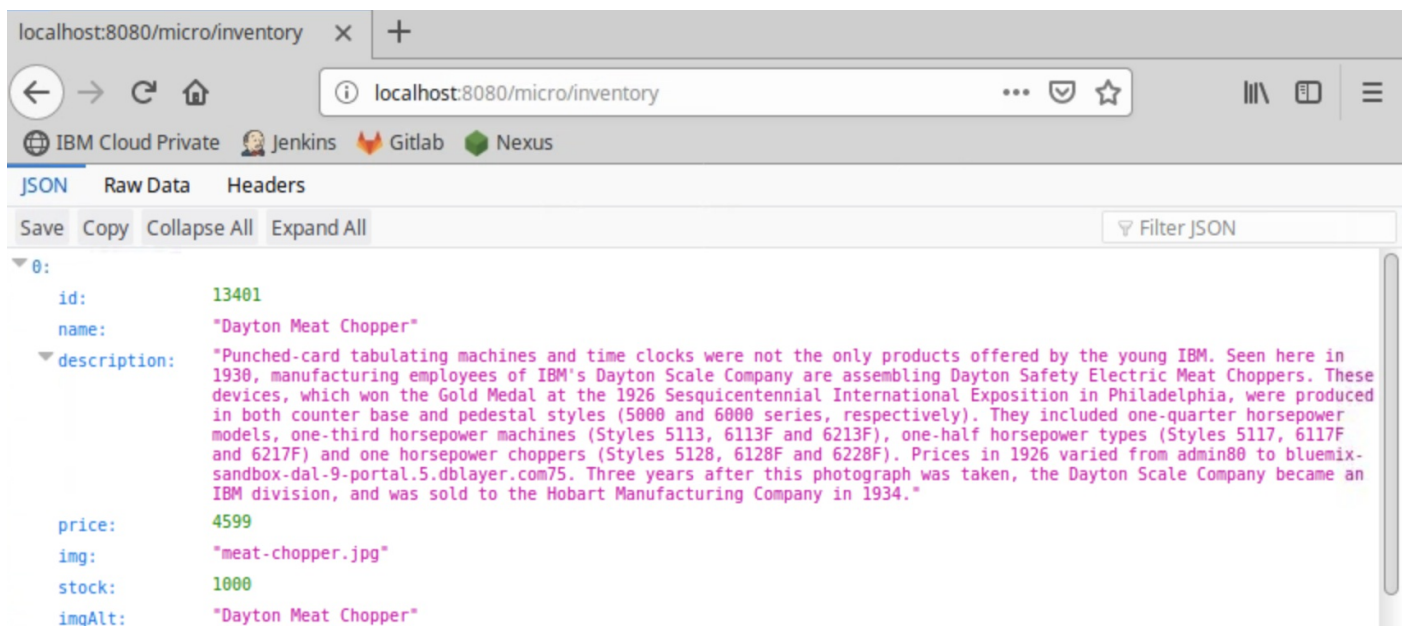 localhost:8080/micro/inventory
localhost:8080/micro/inventory
IBM Cloud Private Jenkins Gitlab Nexus
JSON Raw Data Headers
Save Copy Collapse All Expand All Filter JSON
0:
id: 13401
name: "Dayton Meat Chopper"
description: "Punched-card tabulating machines and time clocks were not the only products offered by the young IBM. Seen here in
1930, manufacturing employees of IBM's Dayton Scale Company are assembling Dayton Safety Electric Meat Choppers. These
devices, which won the Gold Medal at the 1926 Sesquicentennial International Exposition in Philadelphia, were produced
in both counter base and pedestal styles (5000 and 6000 series, respectively). They included one-quarter horsepower
models, one-third horsepower machines (Styles 5113, 6113F and 6213F), one-half horsepower types (Styles 5117, 6117F
and 6217F) and one horsepower choppers (Styles 5128, 6128F and 6228F). Prices in 1926 varied from admin80 to bluemix-
sandbox-dal-9-portal.5.dblayer.com75. Three years after this photograph was taken, the Dayton Scale Company became an
IBM division, and was sold to the Hobart Manufacturing Company in 1934."
price: 4599
img: "meat-chopper.jpg"
stock: 1000
imgAlt: "Dayton Meat Chopper"